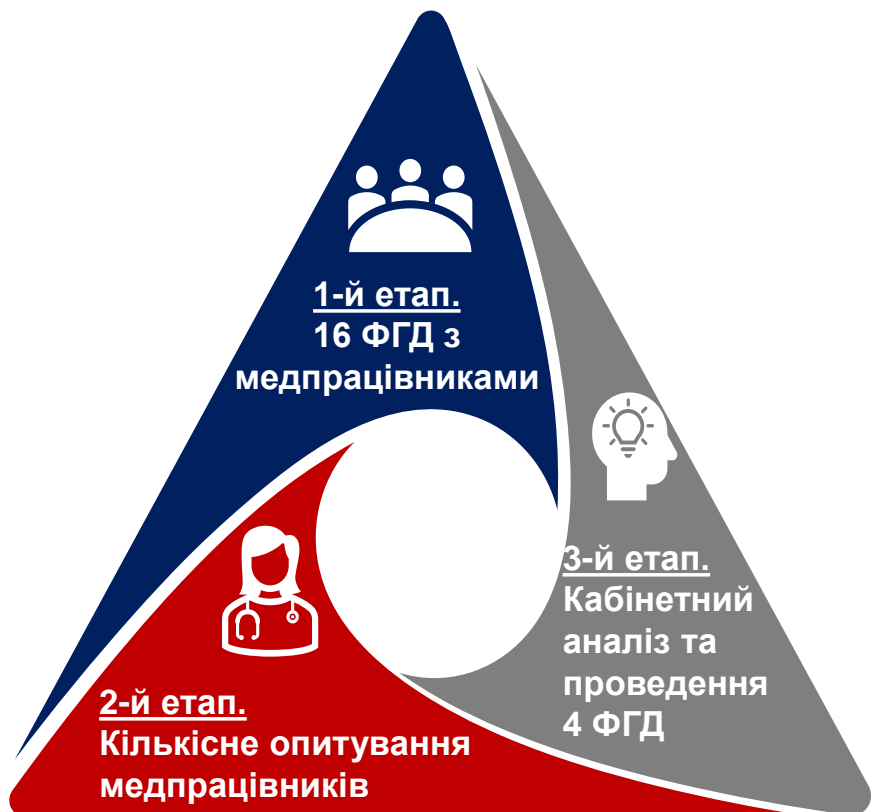 1-й етап.
16 ФГД з
медпрацівниками
2-й етап.
Кількісне опитування
медпрацівників
3-й етап.
Кабінетний
аналіз та
проведення
4 ФГД